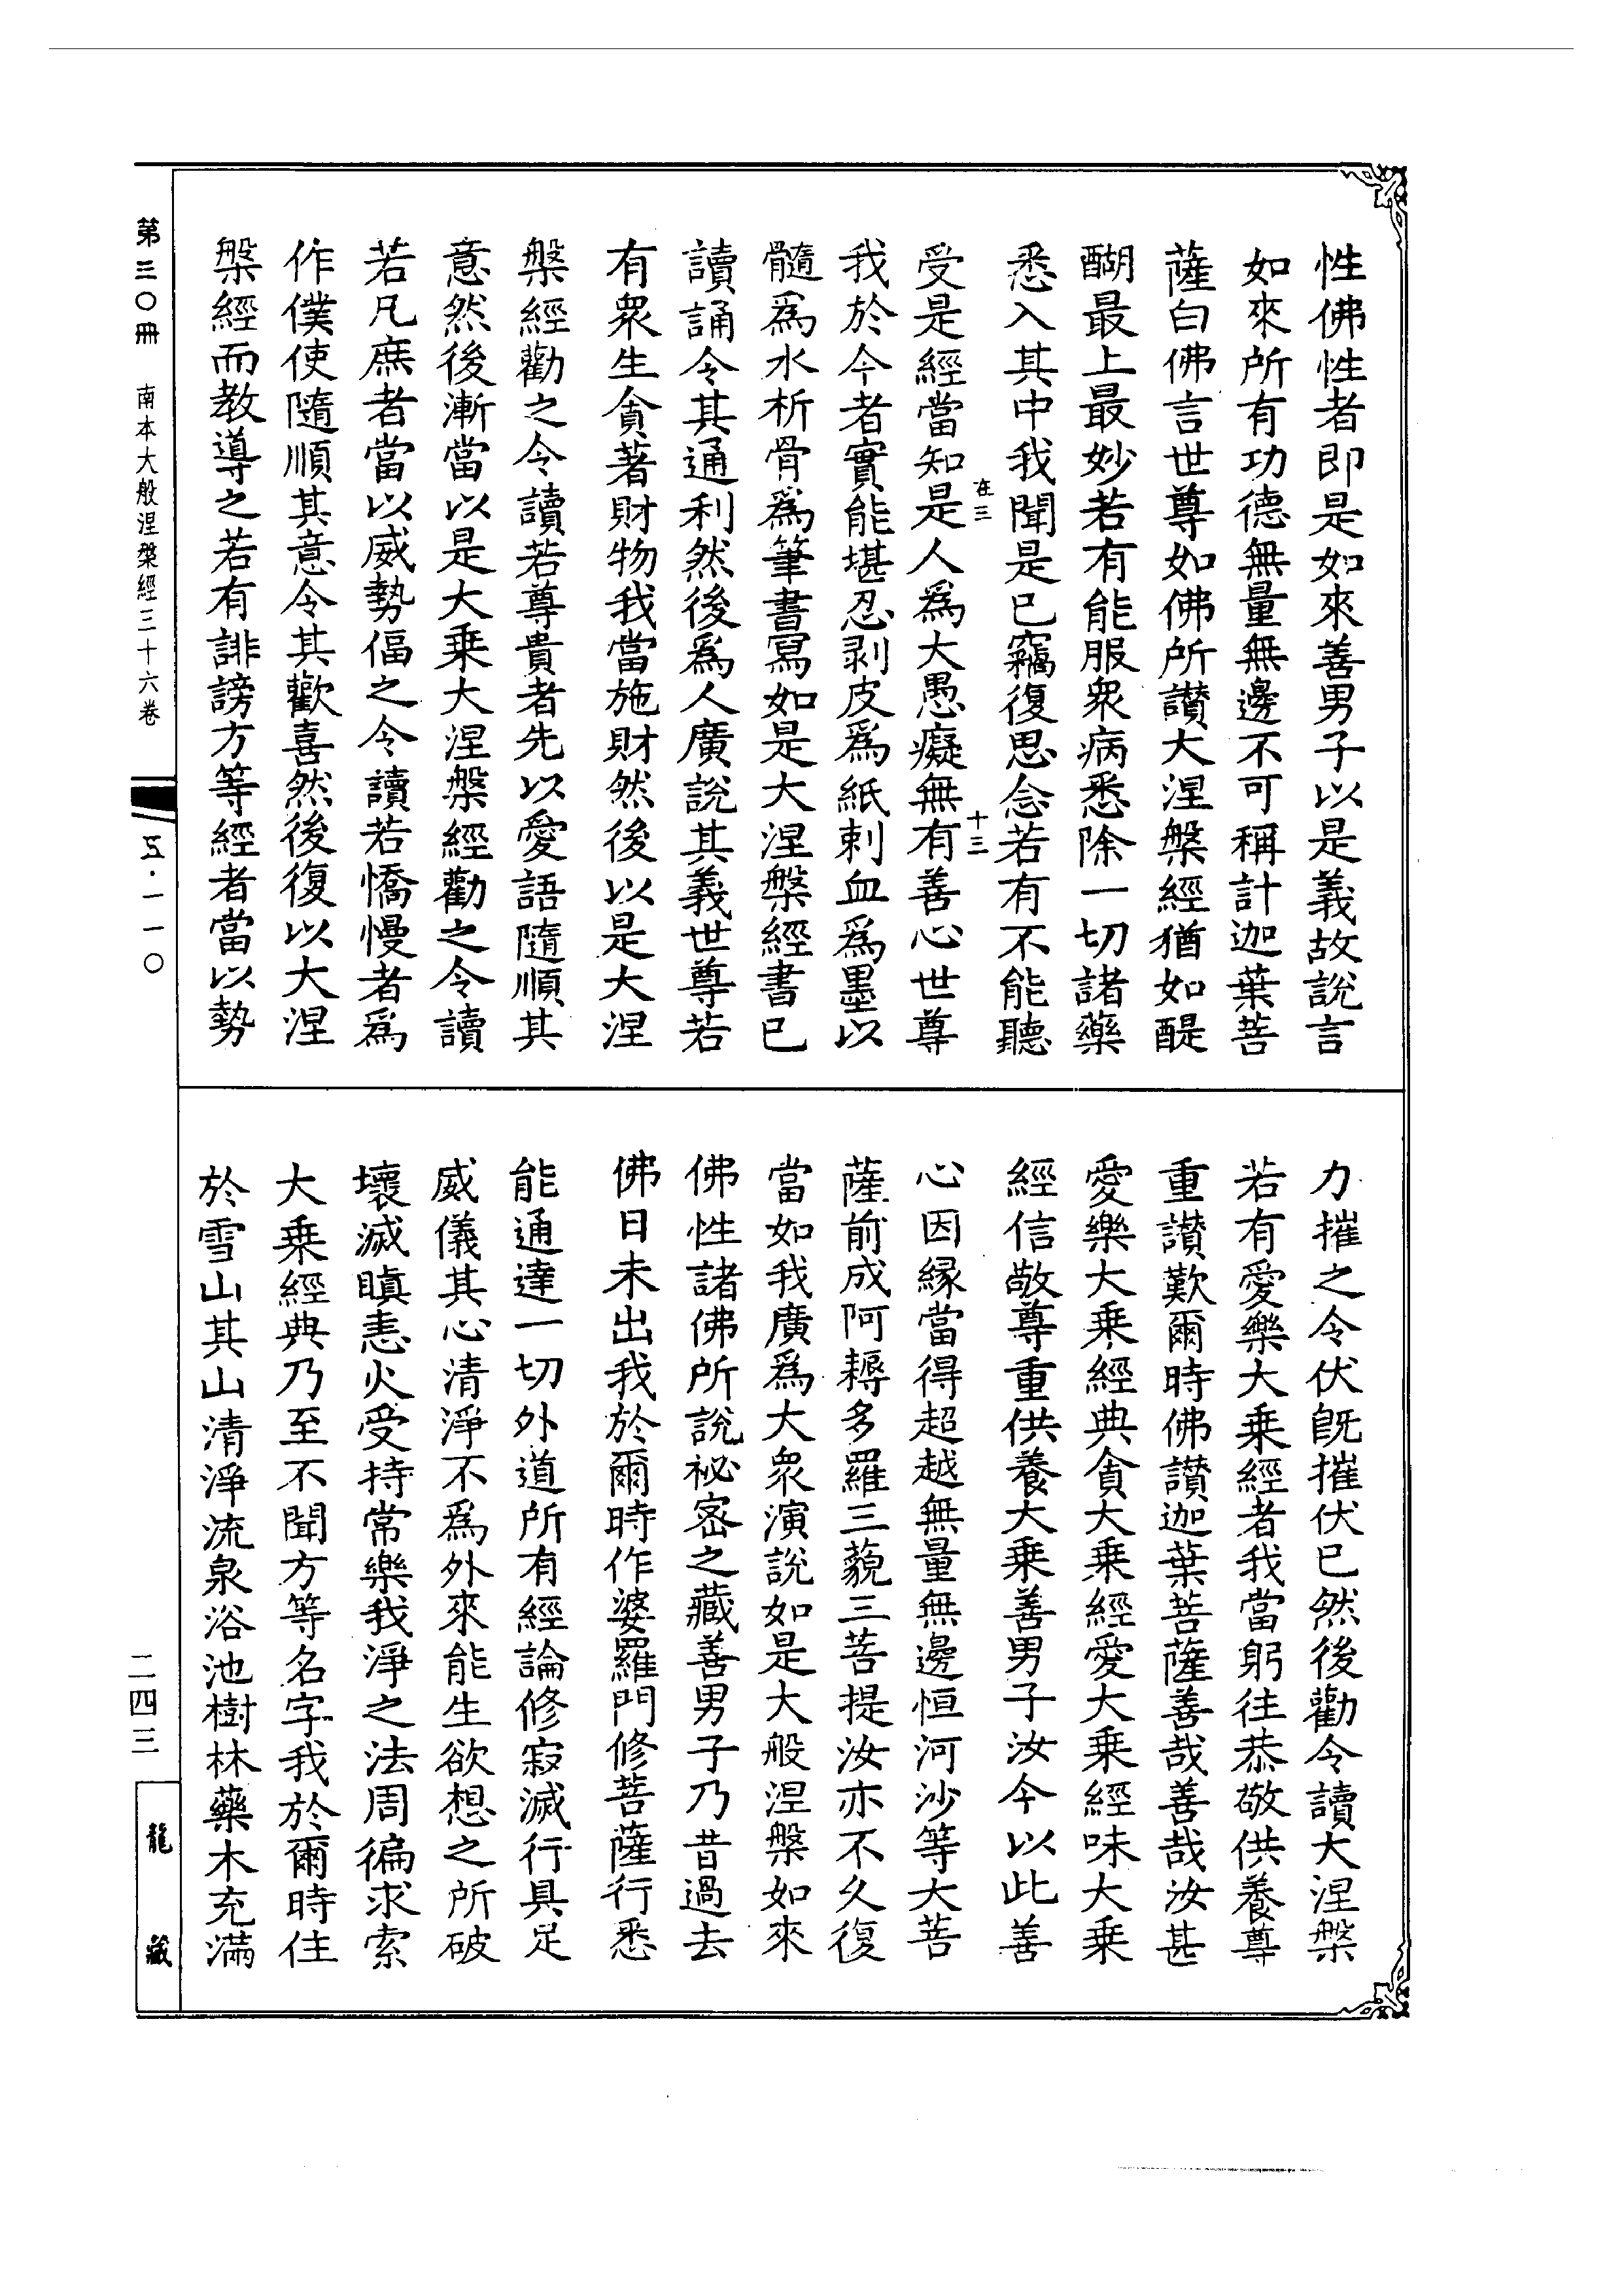 性佛性者即是如來善男子以是義故說言
如來所有功德無量無邊不可稱計迦葉菩
薩白佛言世尊如佛所讃大涅槃經猶如醍
醐最上最妙若有能服衆病悉除一切諸藥
悉入其中我聞是已竊復思念若有不能聽
在三
十三
受是經當知是人爲大愚癡無有善心世尊
我於今者實能堪忍剥皮爲紙刺血爲墨以
髓爲水析骨爲筆書寫如是大涅槃經書已
讀誦令其通利然後爲人廣說其義世尊若
有衆生貪著財物我當施財然後以是大涅
槃經勸之令讀若尊貴者先以愛語隨順其
意然後漸當以是大乗大涅槃經勸之令讀
若凡庶者當以威勢偪之令讀若憍慢者爲
作僕使隨順其意令其歡喜然後復以大涅
槃經而教導之若有誹謗方等經者當以勢
力摧之令伏旣摧伏已然後勸令讀大涅槃
若有愛樂大乗經者我當躬往恭敬供養尊
重讃歎爾時佛讃迦葉菩薩善哉善哉汝甚
愛樂大乗經典貪大乗經愛大乗經味大乗
經信敬尊重供養大乗善男子汝今以此善
心因緣當得超越無量無邊恒河沙等大菩
薩前成阿耨多羅三藐三菩提汝亦不久復
當如我廣爲大衆演說如是大般涅槃如來
佛性諸佛所說祕密之藏善男子乃昔過去
佛日未出我於爾時作婆羅門修菩薩行悉
能通達一切外道所有經論修寂滅行具足
威儀其心清淨不爲外來能生欲想之所破
壞滅瞋恚火受持常樂我淨之法周徧求索
大乗經典乃至不聞方等名字我於爾時住
於雪山其山清淨流泉浴池樹林藥木充滿
第三〇冊 南本大般涅槃經三十六卷
五·一一〇
二四三
龍藏